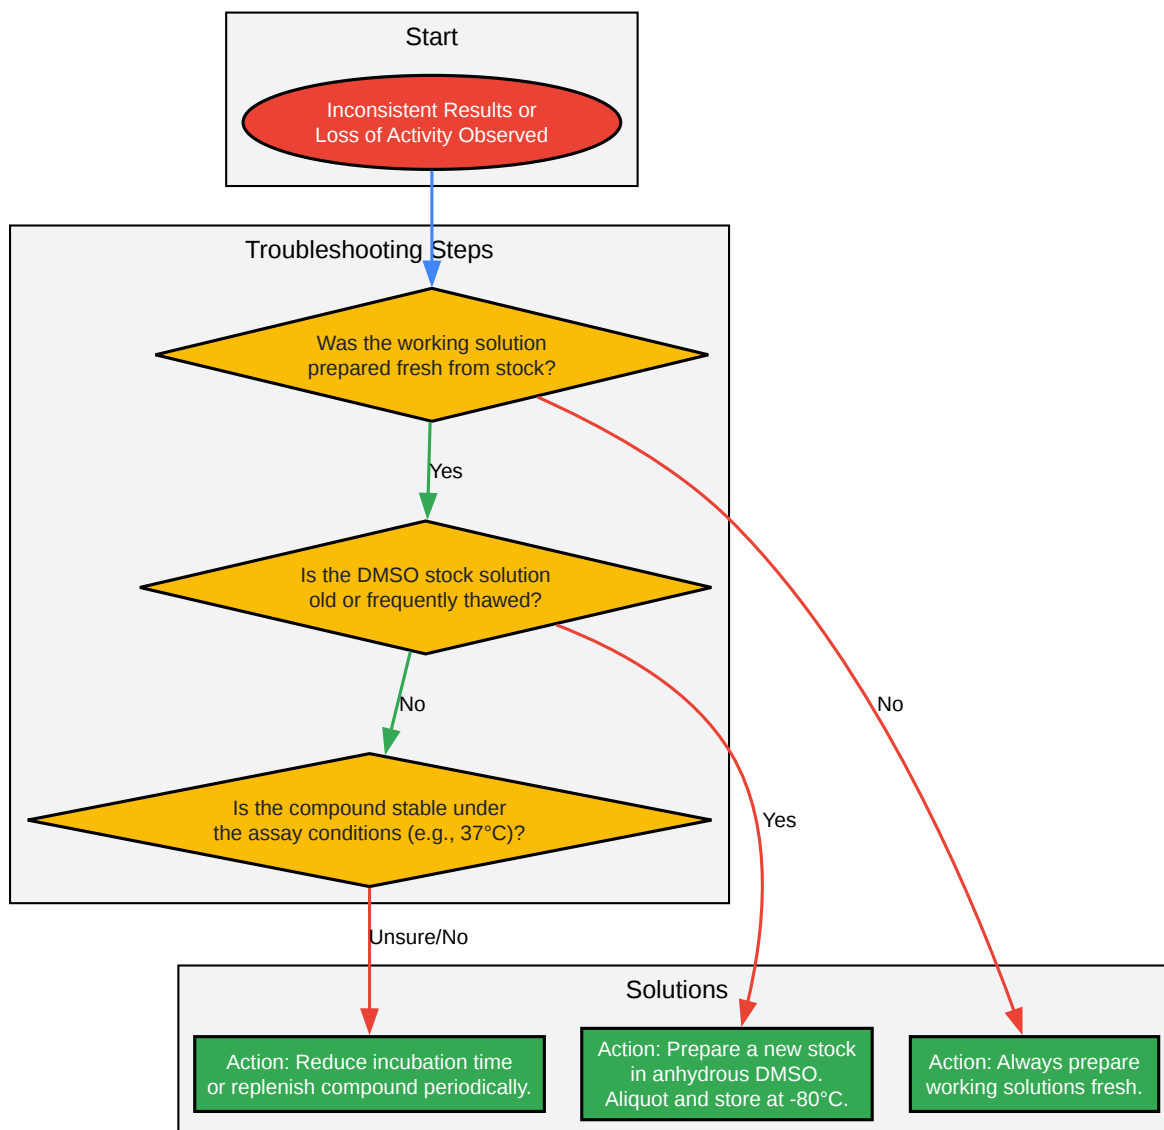 Start
Inconsistent Results or
Loss of Activity Observed
Troubleshooting Steps
Was the working solution
prepared fresh from stock?
Yes
Is the DMSO stock solution
old or frequently thawed?
No
No
Is the compound stable under
the assay conditions (e.g., 37°C)?
Yes
Unsure/No
Solutions
Action: Reduce incubation time
or replenish compound periodically.
Action: Prepare a new stock
in anhydrous DMSO.
Aliquot and store at -80°C.
Action: Always prepare
working solutions fresh.